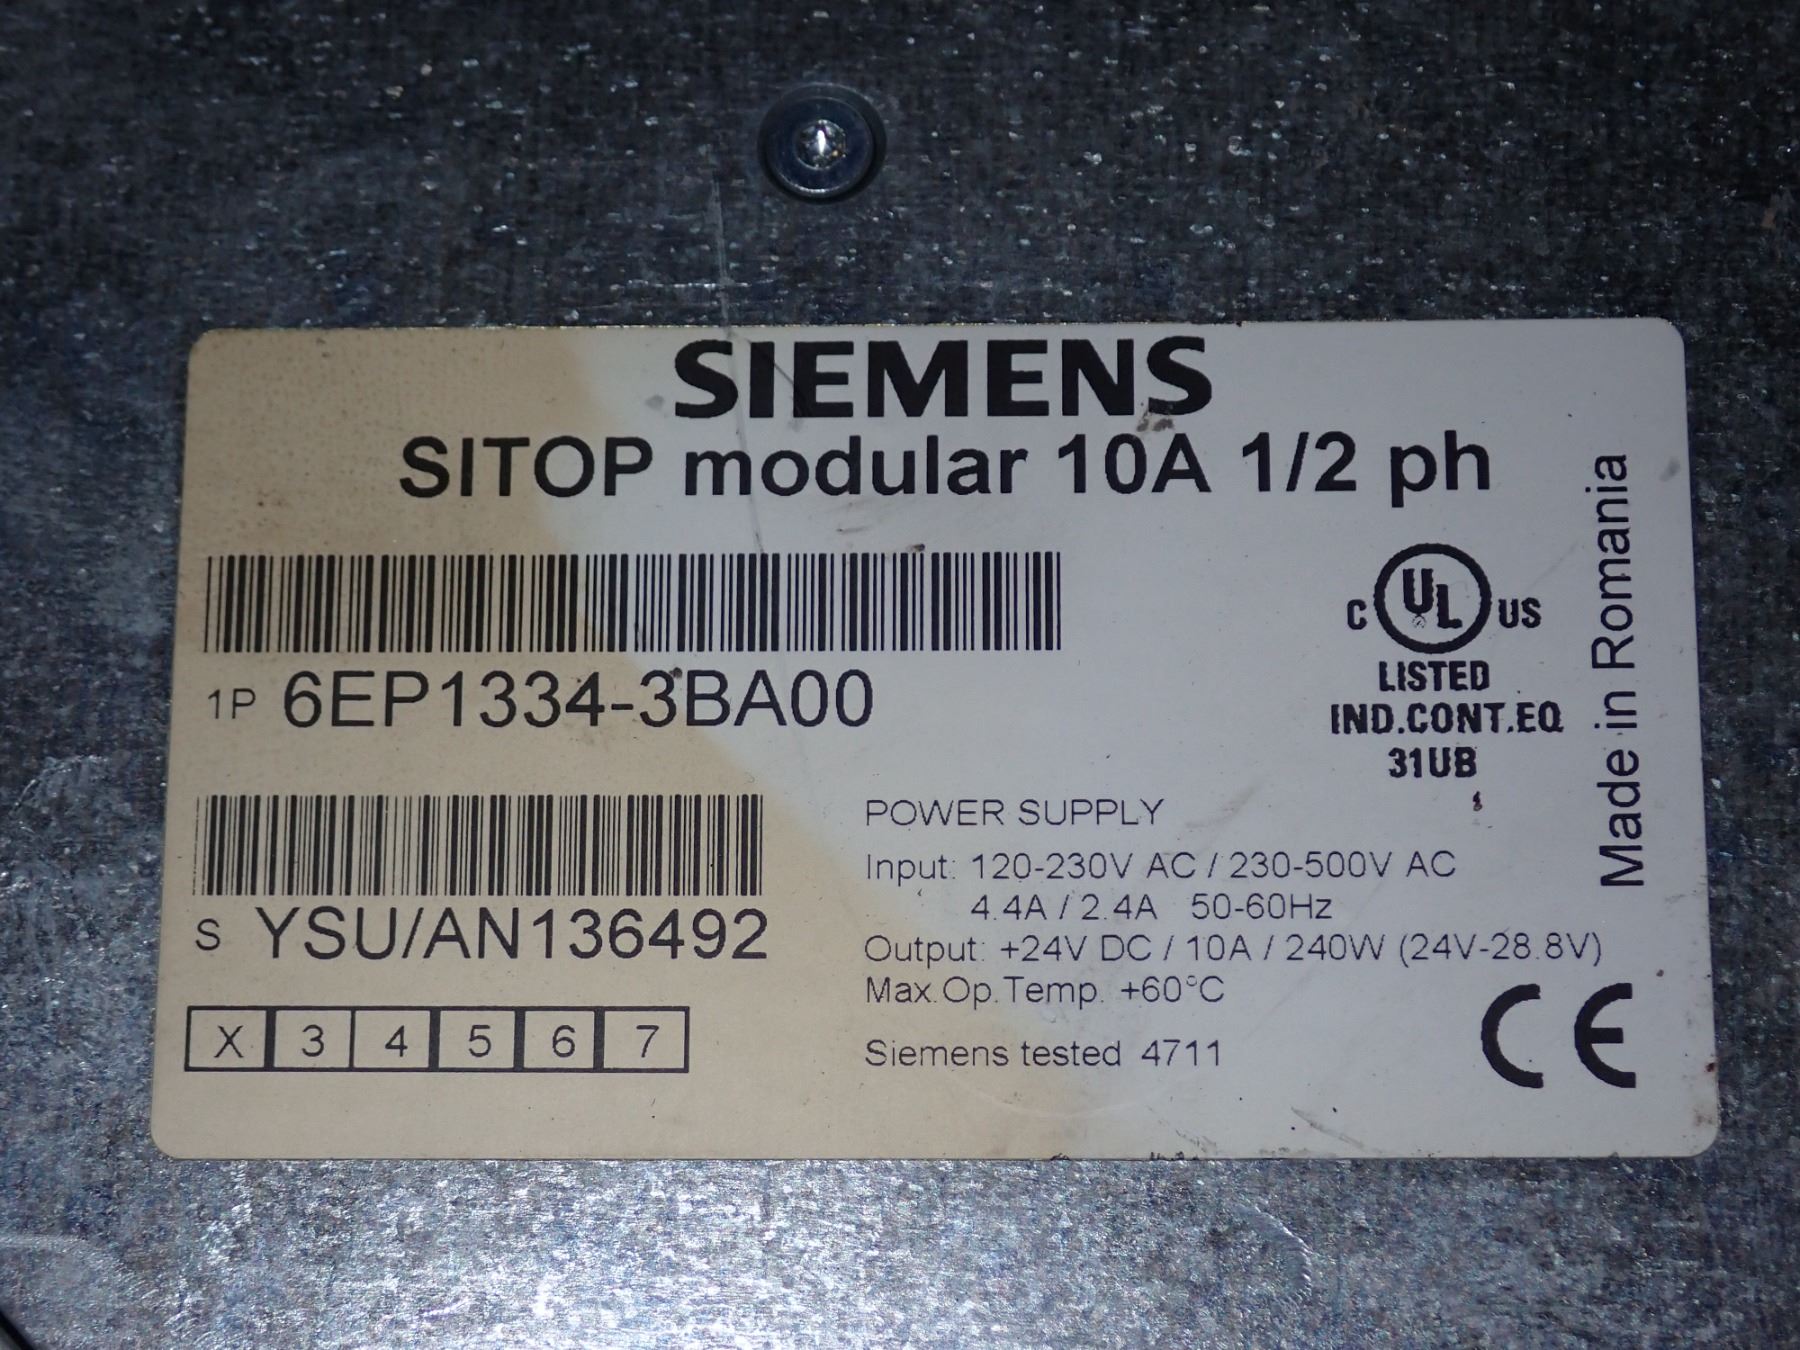 SIEMENS
SITOP modular 10A 1/2 ph
1P 6EP1334-3BA00
S YSU/AN136492
X 3 4 5 6 7
C UL US
LISTED
IND.CONT.EQ
31UB
POWER SUPPLY
Input: 120-230V AC / 230-500V AC
4.4A / 2.4A 50-60Hz
Output: +24V DC / 10A / 240W (24V-28.8V)
Max.Op.Temp. +60°C
Siemens tested 4711
CE
Made in Romania